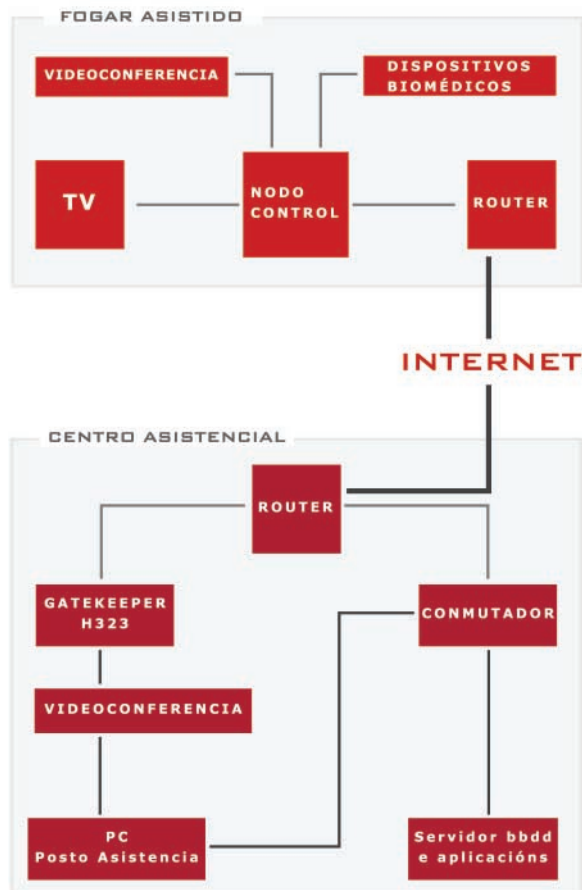 FOGAR ASISTIDO
VIDEOCONFERENCIA
DISPOSITIVOS
BIOMÉDICOS
TV
NODO
CONTROL
ROUTER
INTERNET
CENTRO ASISTENCIAL
ROUTER
GATEKEEPER
H323
CONMUTADOR
VIDEOCONFERENCIA
PC
Posto Asistencia
Servidor bbdd
e aplicacións